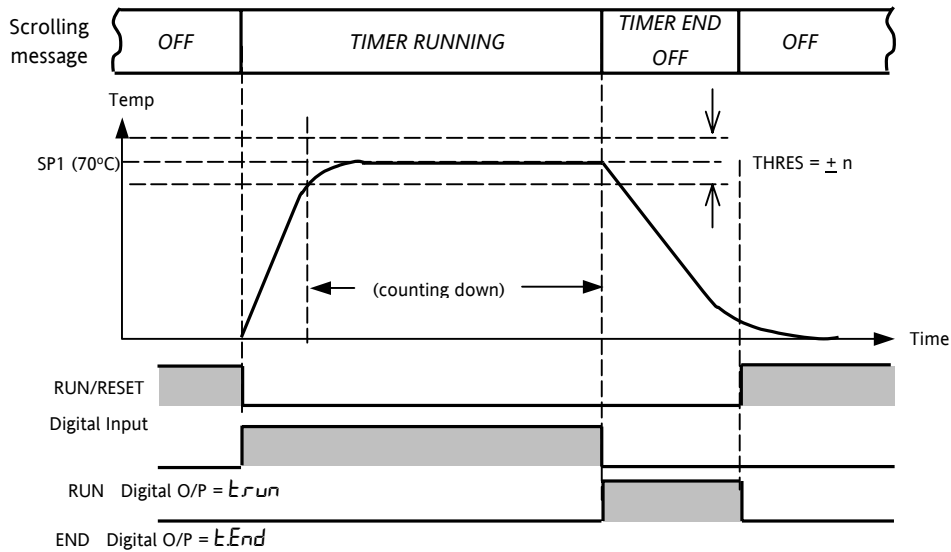 Scrolling
message
OFF
TIMER RUNNING
TIMER END
OFF
OFF
Temp
SP1 (70ºC)
THRES = ± n
(counting down)
Time
RUN/RESET
Digital Input
RUN Digital O/P = t.run
END Digital O/P = t.End